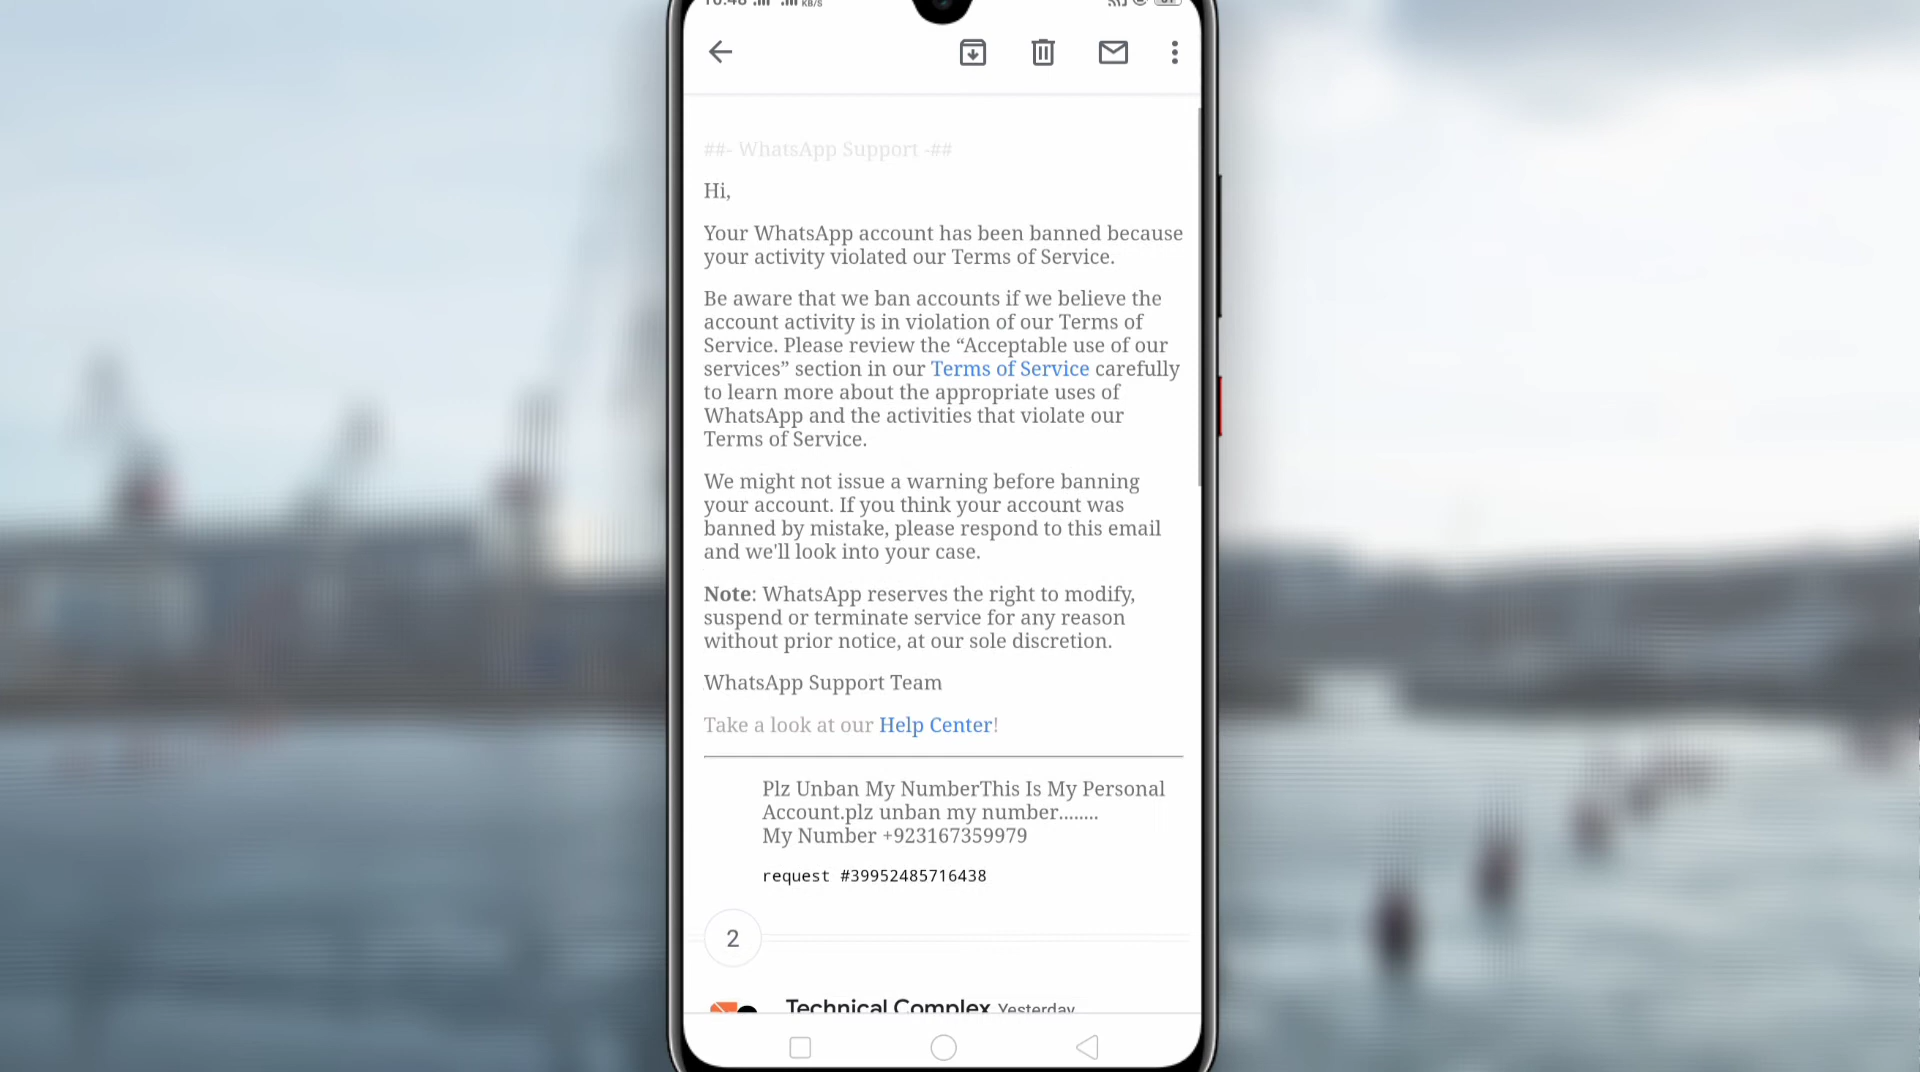 KB/S
##- WhatsApp Support -##
Hi,
Your WhatsApp account has been banned because
your activity violated our Terms of Service.
Be aware that we ban accounts if we believe the
account activity is in violation of our Terms of
Service. Please review the “Acceptable use of our
services” section in our Terms of Service carefully
to learn more about the appropriate uses of
WhatsApp and the activities that violate our
Terms of Service.
We might not issue a warning before banning
your account. If you think your account was
banned by mistake, please respond to this email
and we'll look into your case.
Note: WhatsApp reserves the right to modify,
suspend or terminate service for any reason
without prior notice, at our sole discretion.
WhatsApp Support Team
Take a look at our Help Center!
Plz Unban My NumberThis Is My Personal
Account.plz unban my number........
My Number +923167359979
request #39952485716438
2
Technical Complex Yesterday